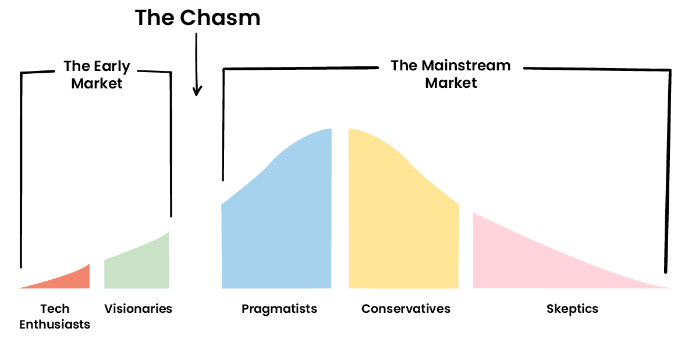 The Chasm
The Early
Market
The Mainstream
Market
Tech
Enthusiasts
Visionaries
Pragmatists
Conservatives
Skeptics